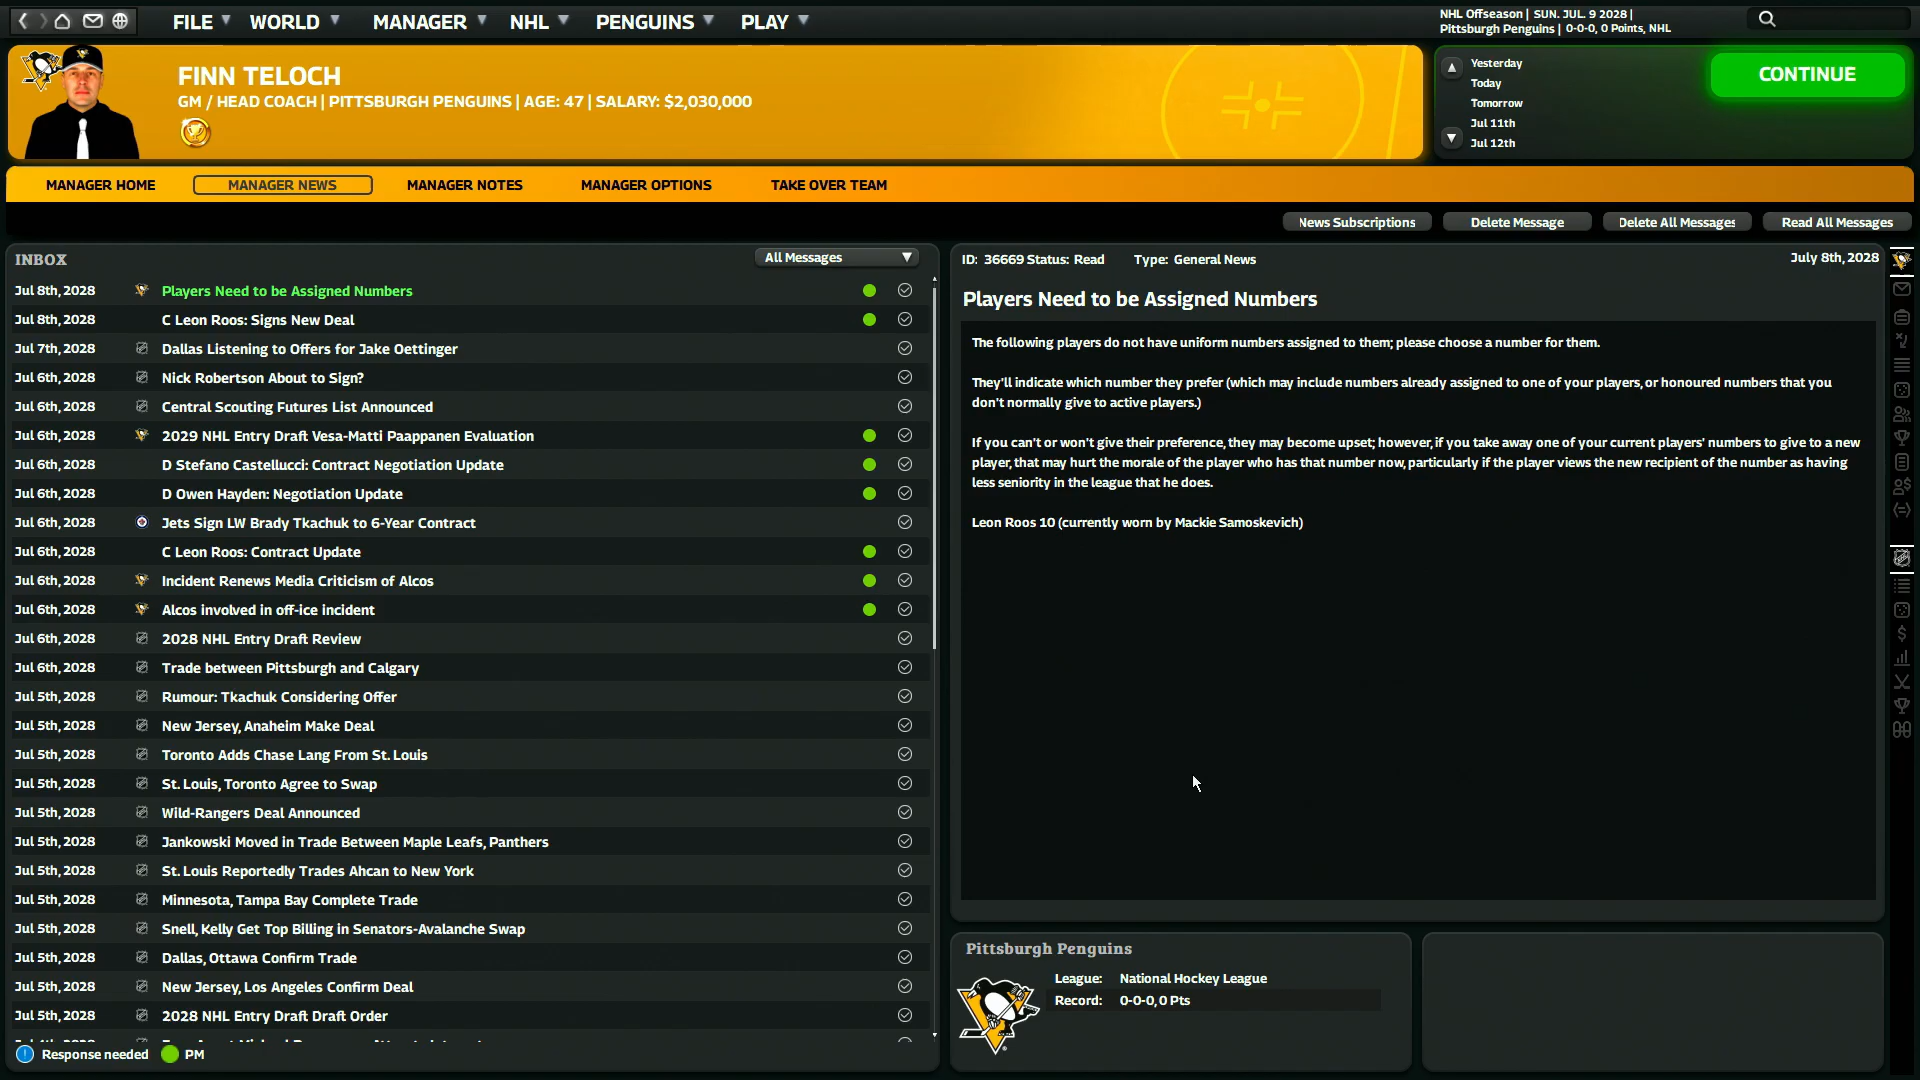 FILE WORLD MANAGER NHL PENGUINS PLAY
NHL Offseason | SUN. JUL. 9 2028 |
Pittsburgh Penguins | 0-0-0, 0 Points, NHL
FINN TELOCH
GM / HEAD COACH | PITTSBURGH PENGUINS | AGE: 47 | SALARY: $2,030,000
Yesterday
Today
Tomorrow
Jul 11th
Jul 12th
CONTINUE
MANAGER HOME MANAGER NEWS MANAGER NOTES MANAGER OPTIONS TAKE OVER TEAM
News Subscriptions Delete Message Delete All Messages Read All Messages
INBOX All Messages
Jul 8th, 2028 Players Need to be Assigned Numbers
Jul 8th, 2028 C Leon Roos: Signs New Deal
Jul 7th, 2028 Dallas Listening to Offers for Jake Oettinger
Jul 6th, 2028 Nick Robertson About to Sign?
Jul 6th, 2028 Central Scouting Futures List Announced
Jul 6th, 2028 2029 NHL Entry Draft Vesa-Matti Paappanen Evaluation
Jul 6th, 2028 D Stefano Castellucci: Contract Negotiation Update
Jul 6th, 2028 D Owen Hayden: Negotiation Update
Jul 6th, 2028 Jets Sign LW Brady Tkachuk to 6-Year Contract
Jul 6th, 2028 C Leon Roos: Contract Update
Jul 6th, 2028 Incident Renews Media Criticism of Alcos
Jul 6th, 2028 Alcos involved in off-ice incident
Jul 6th, 2028 2028 NHL Entry Draft Review
Jul 6th, 2028 Trade between Pittsburgh and Calgary
Jul 5th, 2028 Rumour: Tkachuk Considering Offer
Jul 5th, 2028 New Jersey, Anaheim Make Deal
Jul 5th, 2028 Toronto Adds Chase Lang From St. Louis
Jul 5th, 2028 St. Louis, Toronto Agree to Swap
Jul 5th, 2028 Wild-Rangers Deal Announced
Jul 5th, 2028 Jankowski Moved in Trade Between Maple Leafs, Panthers
Jul 5th, 2028 St. Louis Reportedly Trades Ahcan to New York
Jul 5th, 2028 Minnesota, Tampa Bay Complete Trade
Jul 5th, 2028 Snell, Kelly Get Top Billing in Senators-Avalanche Swap
Jul 5th, 2028 Dallas, Ottawa Confirm Trade
Jul 5th, 2028 New Jersey, Los Angeles Confirm Deal
Jul 5th, 2028 2028 NHL Entry Draft Draft Order
Response needed PM
ID: 36669 Status: Read Type: General News July 8th, 2028
Players Need to be Assigned Numbers
The following players do not have uniform numbers assigned to them; please choose a number for them.
They'll indicate which number they prefer (which may include numbers already assigned to one of your players, or honoured numbers that you
don't normally give to active players.)
If you can't or won't give their preference, they may become upset; however, if you take away one of your current players' numbers to give to a new
player, that may hurt the morale of the player who has that number now, particularly if the player views the new recipient of the number as having
less seniority in the league that he does.
Leon Roos 10 (currently worn by Mackie Samoskevich)
Pittsburgh Penguins
League: National Hockey League
Record: 0-0-0, 0 Pts